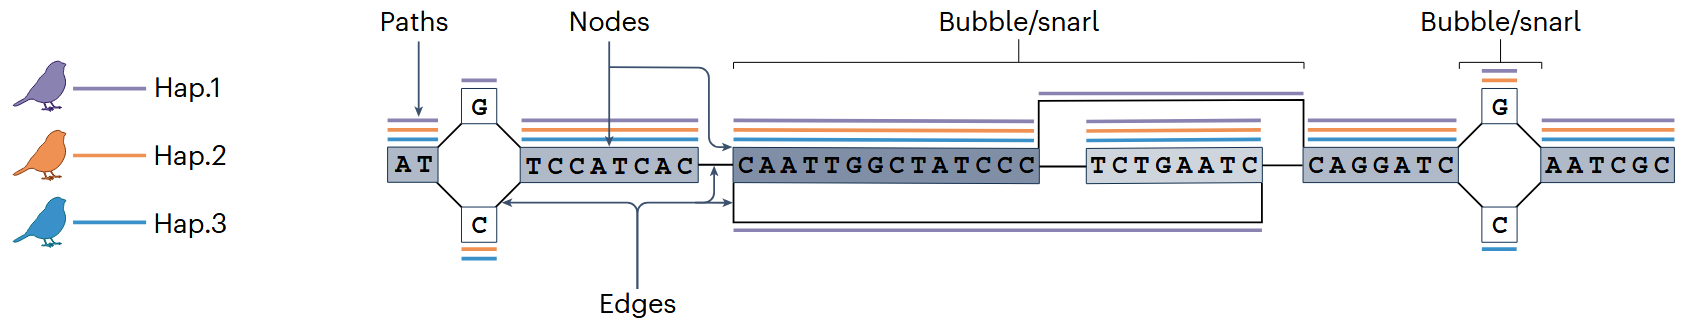 Paths
Nodes
Bubble/snarl
Bubble/snarl
Hap.1
Hap.2
Hap.3
G
G
AT
TCCATCAC
CAATTGGCTATCCC
TCTGAATC
CAGGATC
AATCGC
C
C
Edges